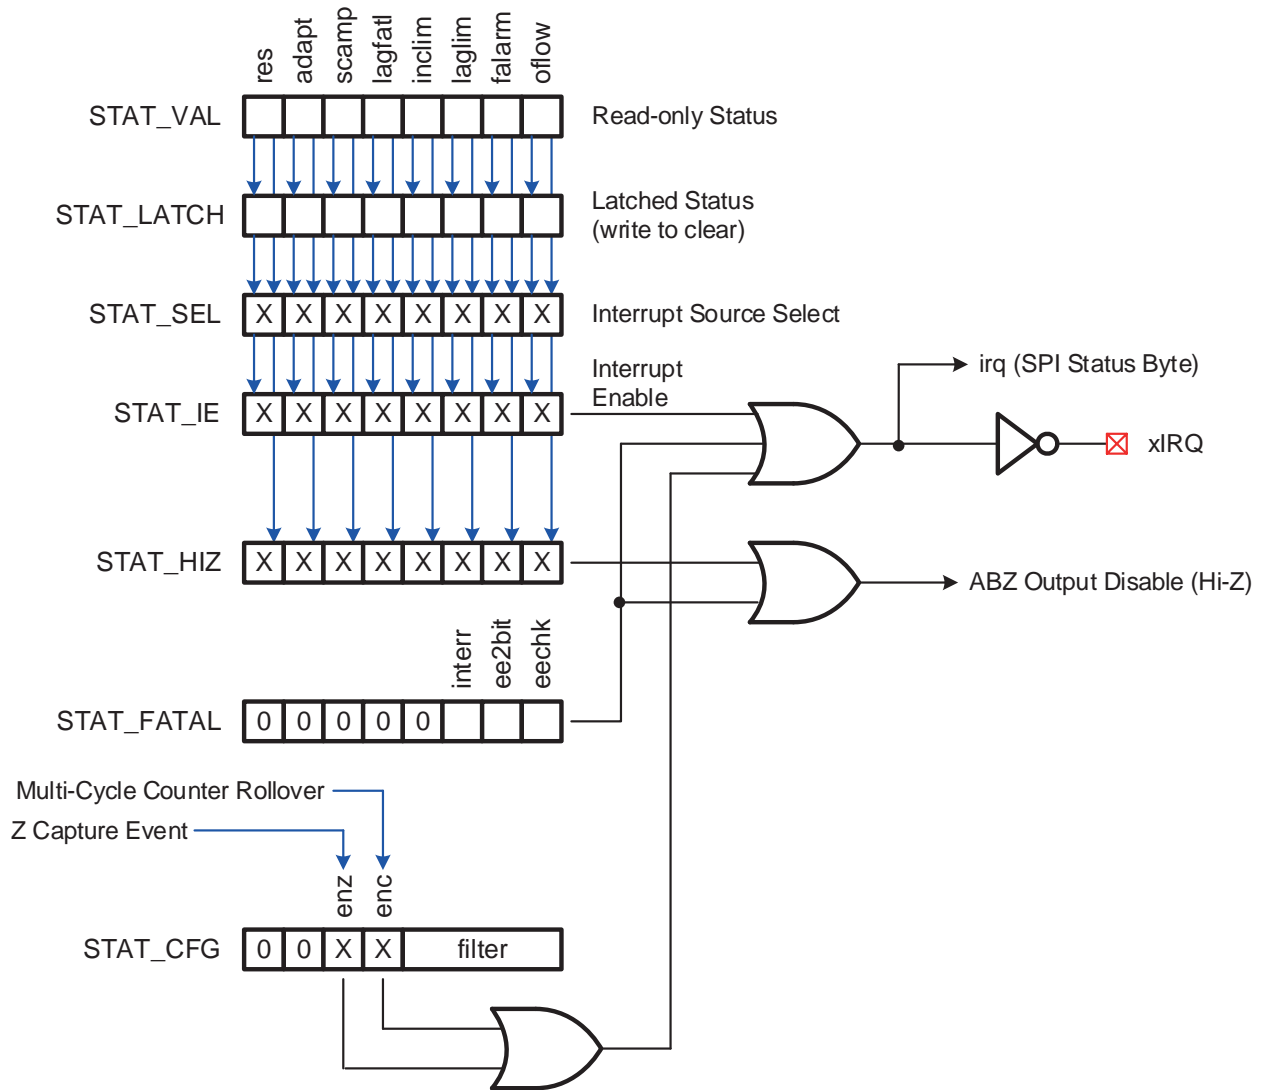 res adapt scamp lagfatl inclim laglim falarm oflow
STAT_VAL Read-only Status
STAT_LATCH Latched Status
(write to clear)
STAT_SEL X X X X X X X X Interrupt Source Select
Interrupt
Enable
STAT_IE X X X X X X X X
irq (SPI Status Byte)
xIRQ
STAT_HIZ X X X X X X X X
ABZ Output Disable (Hi-Z)
interr ee2bit eechk
STAT_FATAL 0 0 0 0 0
Multi-Cycle Counter Rollover
Z Capture Event
enz enc
STAT_CFG 0 0 X X filter